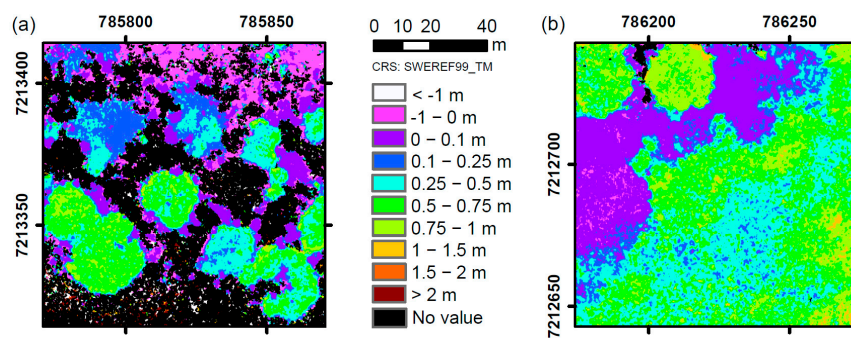 (a)
785800
785850
7213400
7213350
0 10 20 40
m
CRS: SWEREF99_TM
< -1 m
-1 – 0 m
0 – 0.1 m
0.1 – 0.25 m
0.25 – 0.5 m
0.5 – 0.75 m
0.75 – 1 m
1 – 1.5 m
1.5 – 2 m
> 2 m
No value
(b)
786200
786250
7212700
7212650